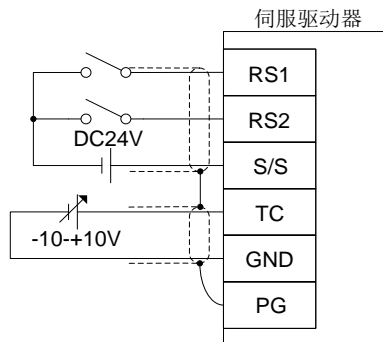 伺服驱动器
RS1
RS2
DC24V
S/S
TC
-10-+10V
GND
PG